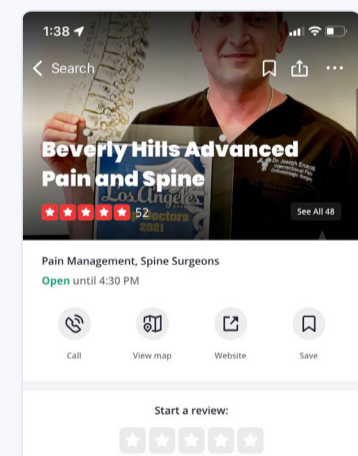 1:38
Search
Beverly Hills Advanced
Pain and Spine
Los Angeles
Doctors
2021
52
See All 48
Pain Management, Spine Surgeons
Open until 4:30 PM
Call
View map
Website
Save
Start a review: